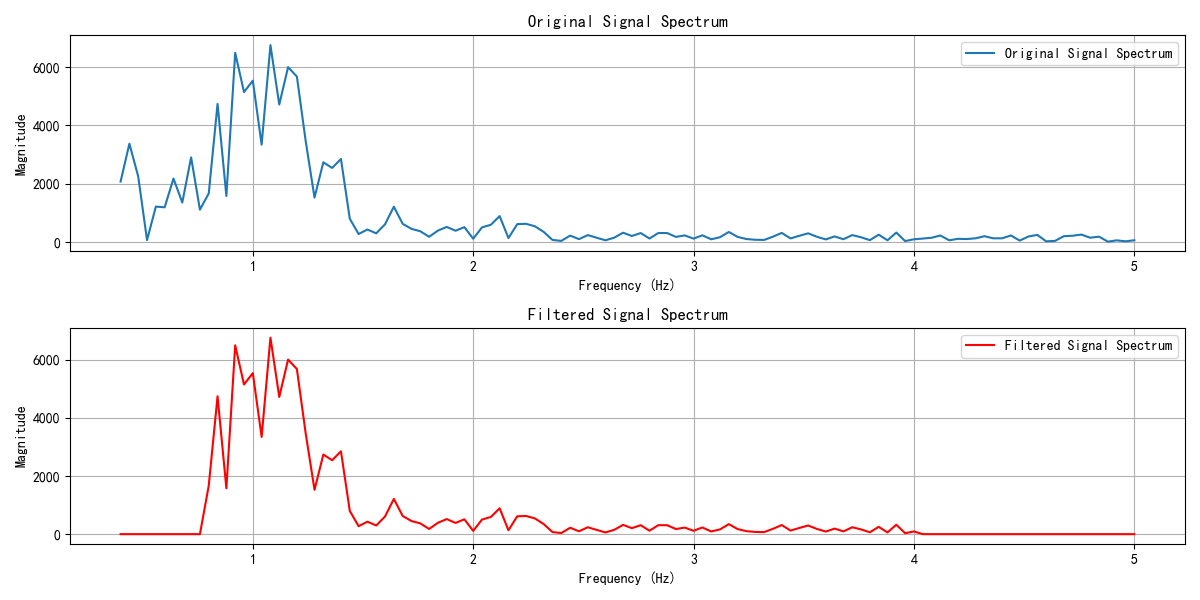 Original Signal Spectrum
Original Signal Spectrum
Magnitude
6000
4000
2000
0
1 2 3 4 5
Frequency (Hz)
Filtered Signal Spectrum
Filtered Signal Spectrum
Magnitude
6000
4000
2000
0
1 2 3 4 5
Frequency (Hz)